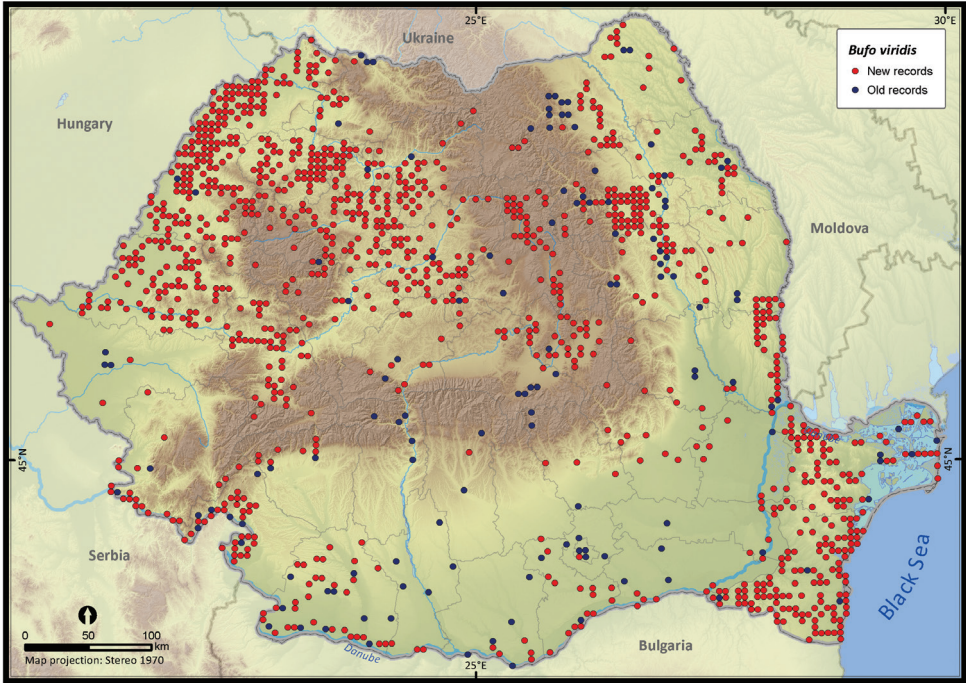 25°E
30°E
Ukraine
Bufo viridis
New records
Old records
Hungary
Moldova
45°N
45°N
Serbia
Black Sea
0 50 100
km
Map projection: Stereo 1970
Danube
25°E
Bulgaria